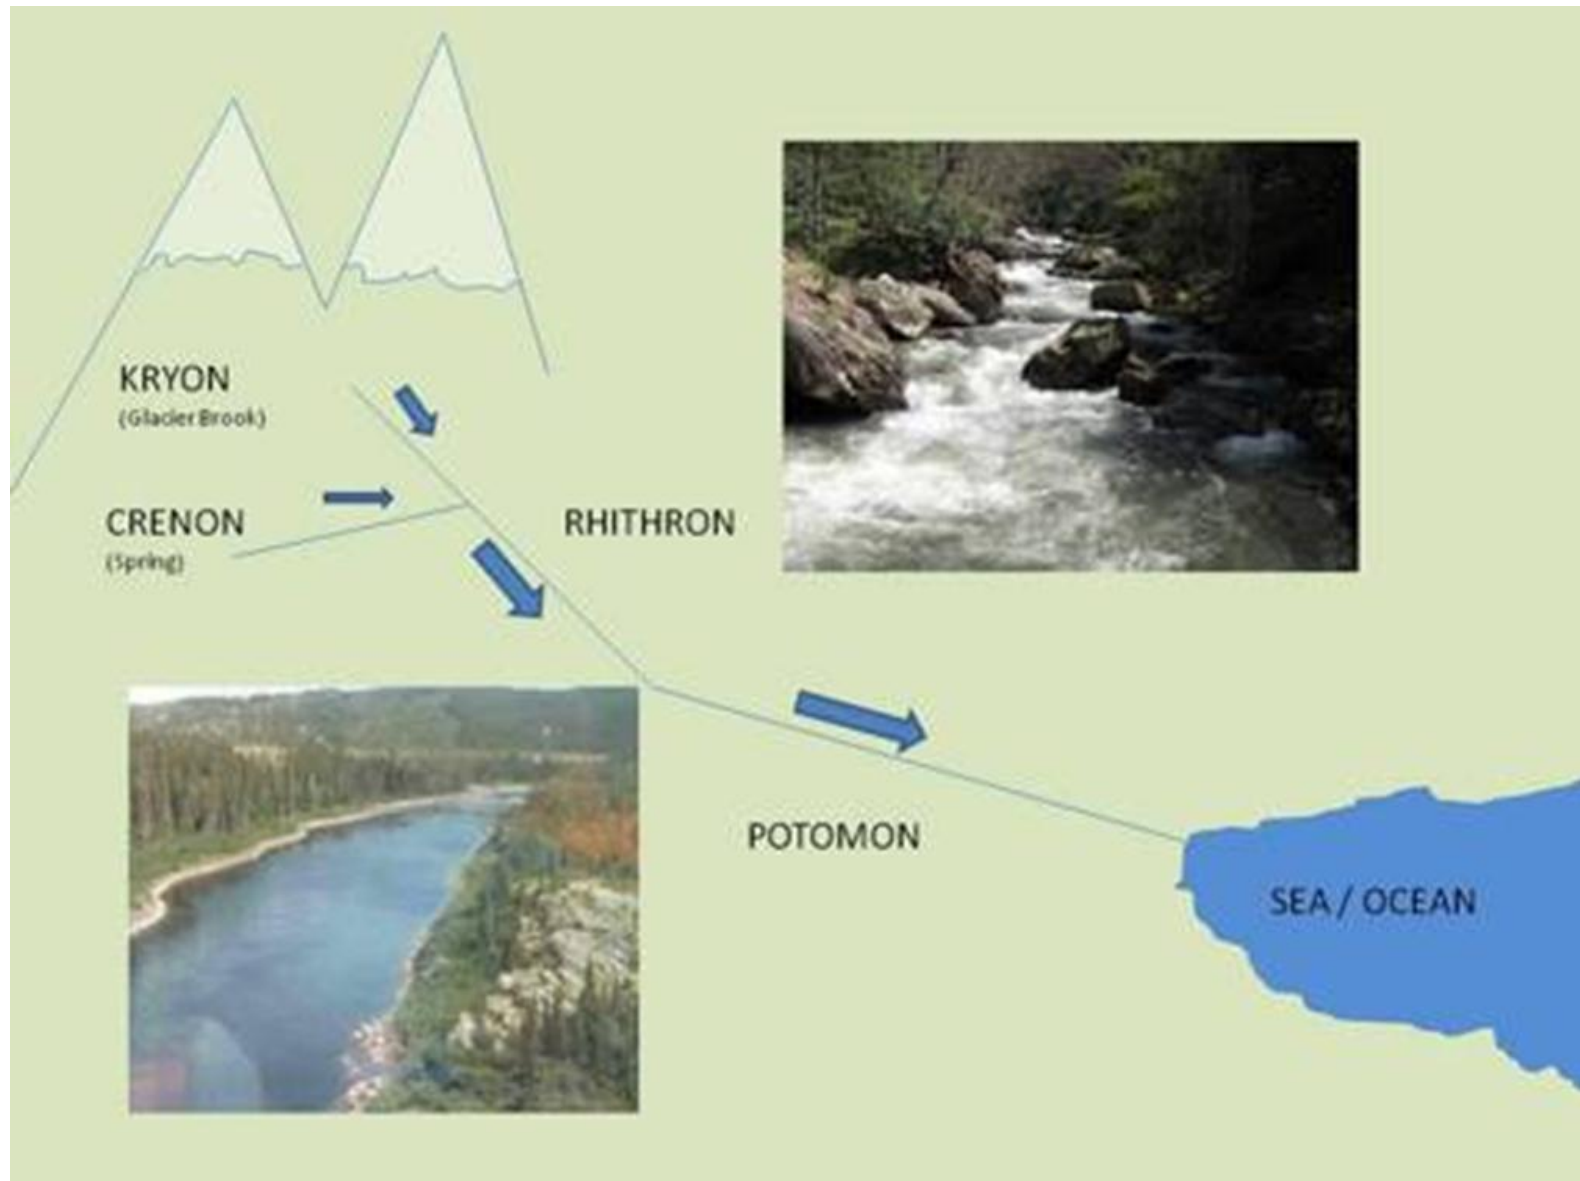 KRYON
(Glacier Brook)
CRENON
(Spring)
RHITHRON
POTOMON
SEA / OCEAN